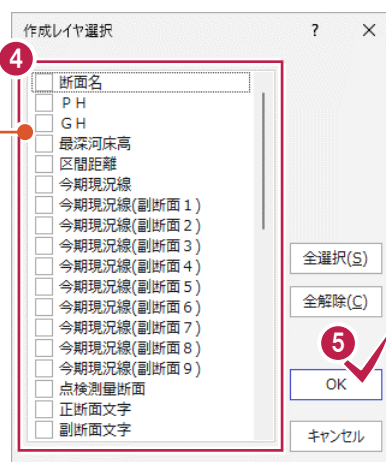 作成レイヤ選択
?
×
4
断面名
ＰＨ
ＧＨ
最深河床高
区間距離
今期現況線
今期現況線(副断面１)
今期現況線(副断面２)
今期現況線(副断面３)
今期現況線(副断面４)
今期現況線(副断面５)
今期現況線(副断面６)
今期現況線(副断面７)
今期現況線(副断面８)
今期現況線(副断面９)
点検測量断面
正断面文字
副断面文字
全選択(S)
全解除(C)
5
OK
キャンセル